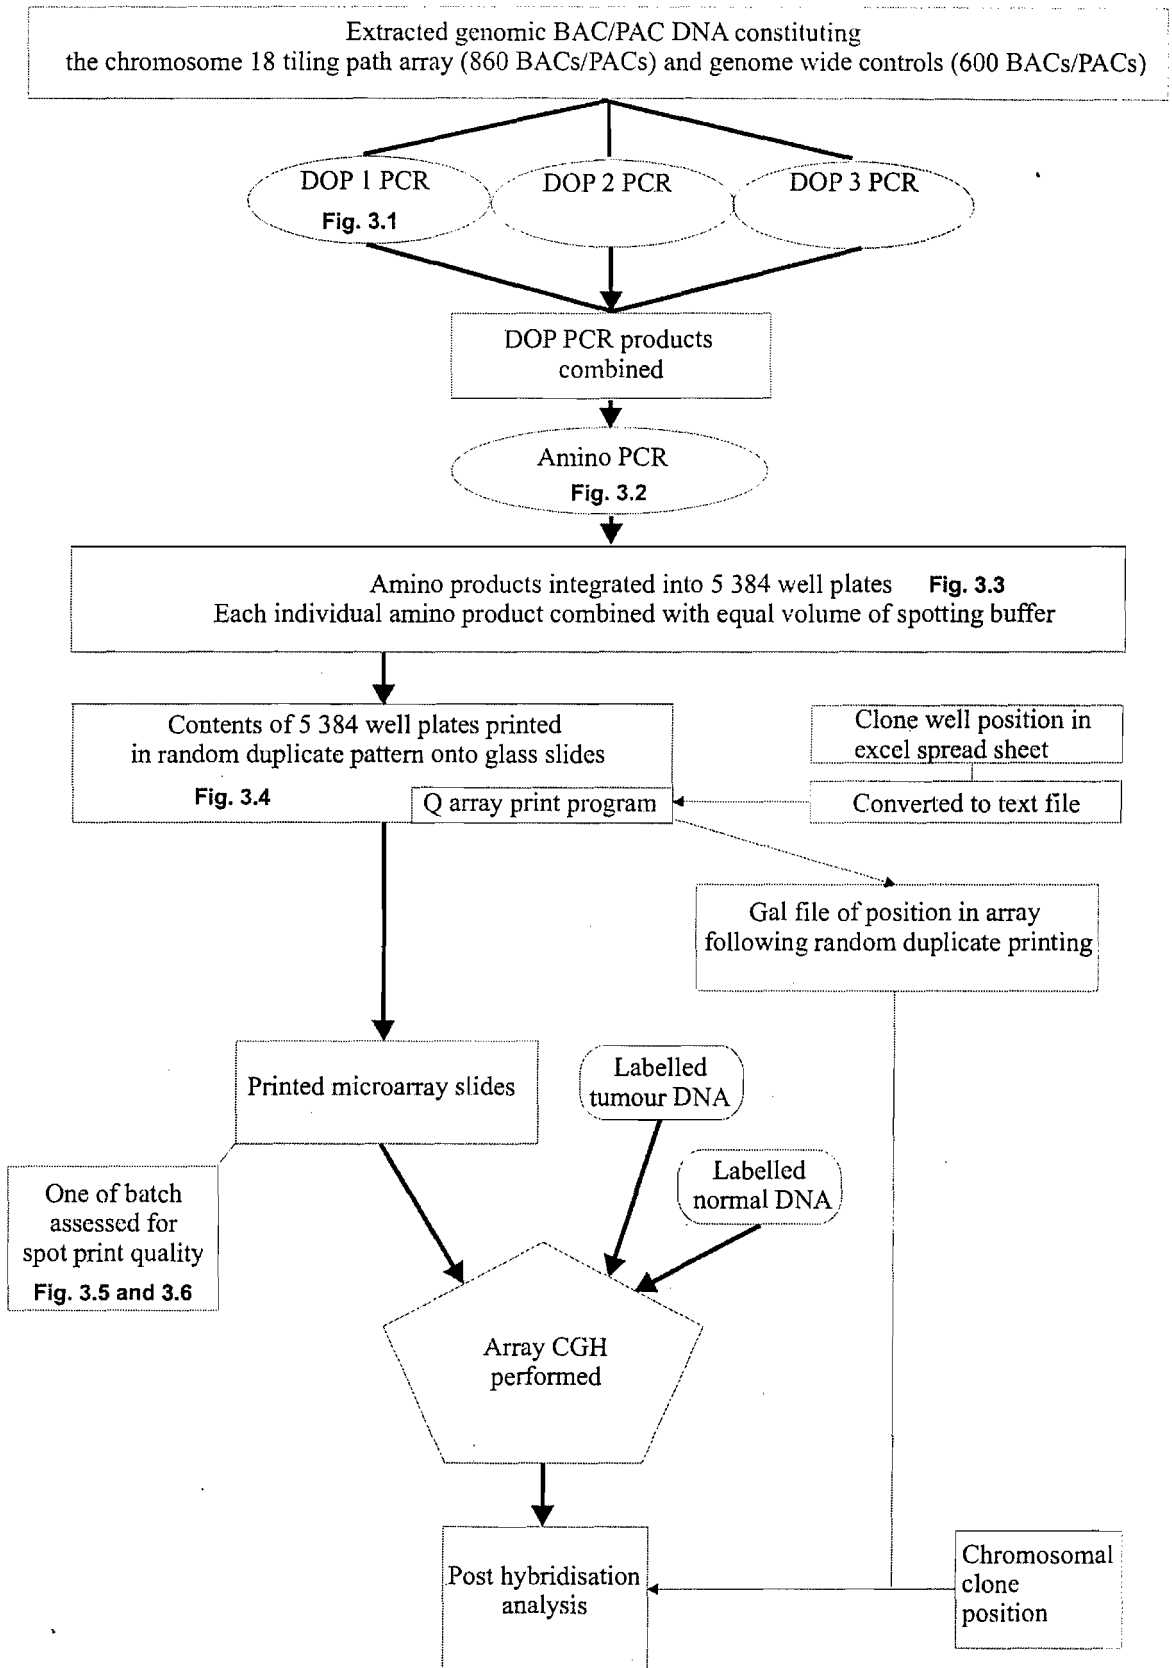 Extracted genomic BAC/PAC DNA constituting
the chromosome 18 tiling path array (860 BACs/PACs) and genome wide controls (600 BACs/PACs)
DOP 1 PCR
Fig. 3.1
DOP 2 PCR
DOP 3 PCR
DOP PCR products
combined
Amino PCR
Fig. 3.2
Amino products integrated into 5 384 well plates Fig. 3.3
Each individual amino product combined with equal volume of spotting buffer
Contents of 5 384 well plates printed
in random duplicate pattern onto glass slides
Fig. 3.4
Q array print program
Clone well position in
excel spread sheet
Converted to text file
Gal file of position in array
following random duplicate printing
Printed microarray slides
Labelled
tumour DNA
Labelled
normal DNA
One of batch
assessed for
spot print quality
Fig. 3.5 and 3.6
Array CGH
performed
Post hybridisation
analysis
Chromosomal
clone
position